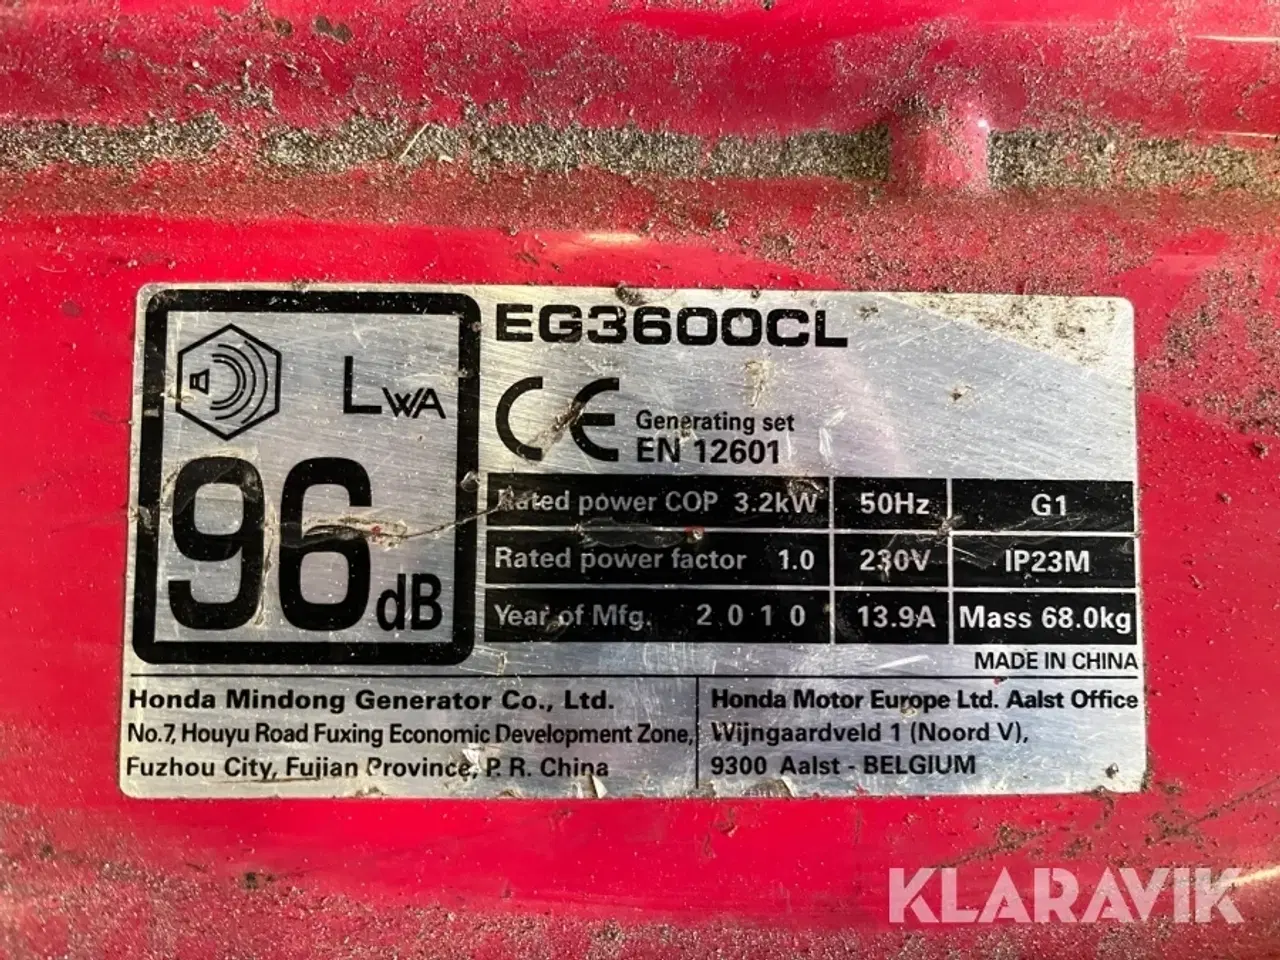 EG3600CL
LWA
96dB
CE Generating set
EN 12601
Rated power COP 3.2kW 50Hz G1
Rated power factor 1.0 230V IP23M
Year of Mfg. 2010 13.9A Mass 68.0kg
MADE IN CHINA
Honda Mindong Generator Co., Ltd.
No.7, Houyu Road Fuxing Economic Development Zone,
Fuzhou City, Fujian Province, P. R. China
Honda Motor Europe Ltd. Aalst Office
Wijngaardveld 1 (Noord V),
9300 Aalst - BELGIUM
KLARAVIK